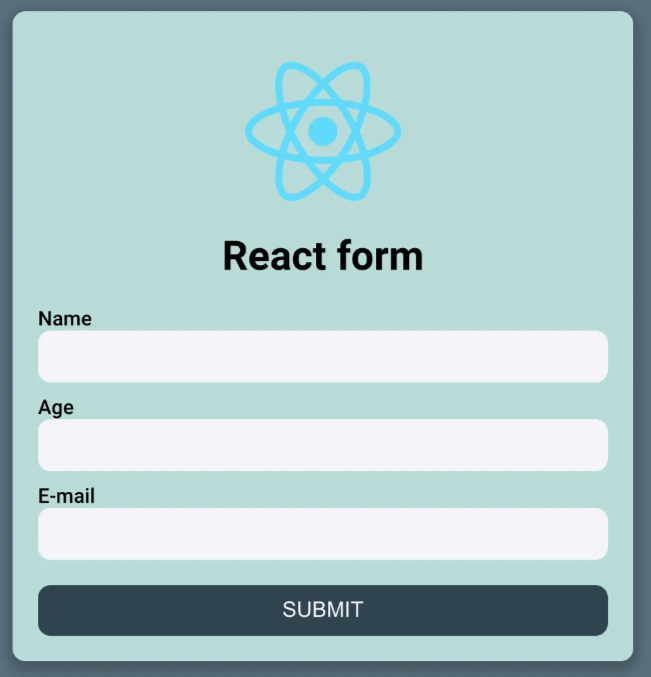 React form
Name
Age
E-mail
SUBMIT